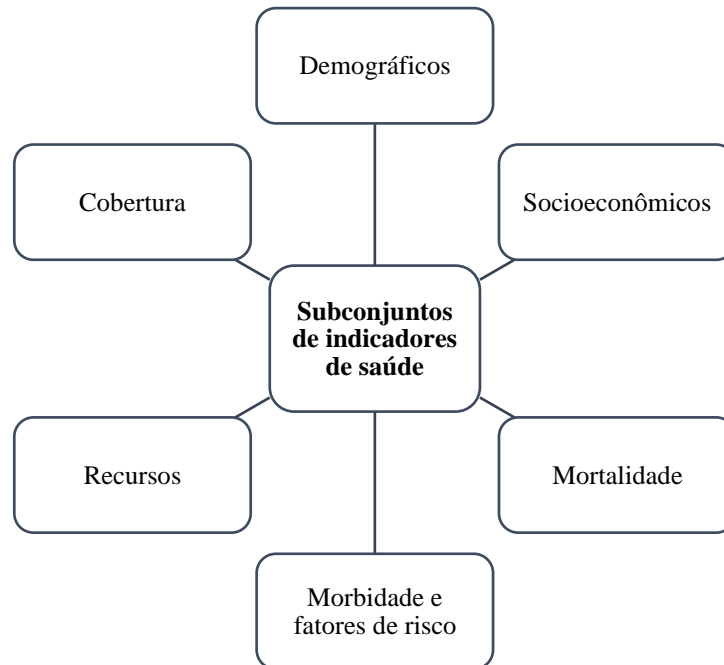 Demográficos
Cobertura
Socioeconômicos
Subconjuntos
de indicadores
de saúde
Recursos
Mortalidade
Morbidade e
fatores de risco